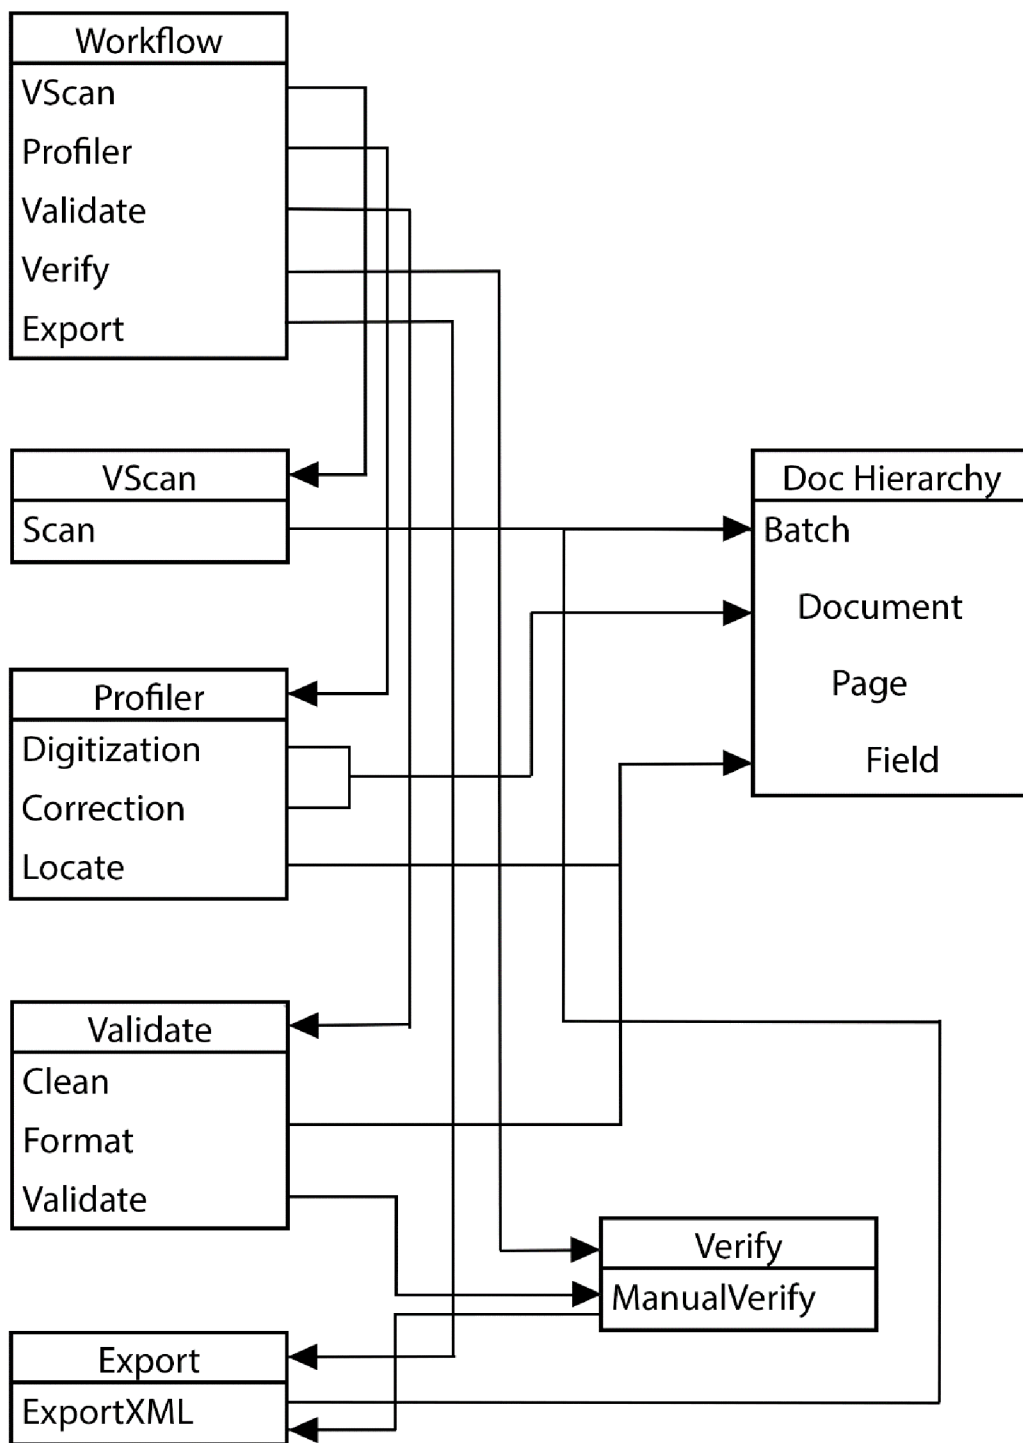 Workflow
VScan
Profiler
Validate
Verify
Export
VScan
Scan
Doc Hierarchy
Batch
Document
Page
Field
Profiler
Digitization
Correction
Locate
Validate
Clean
Format
Validate
Verify
ManualVerify
Export
ExportXML